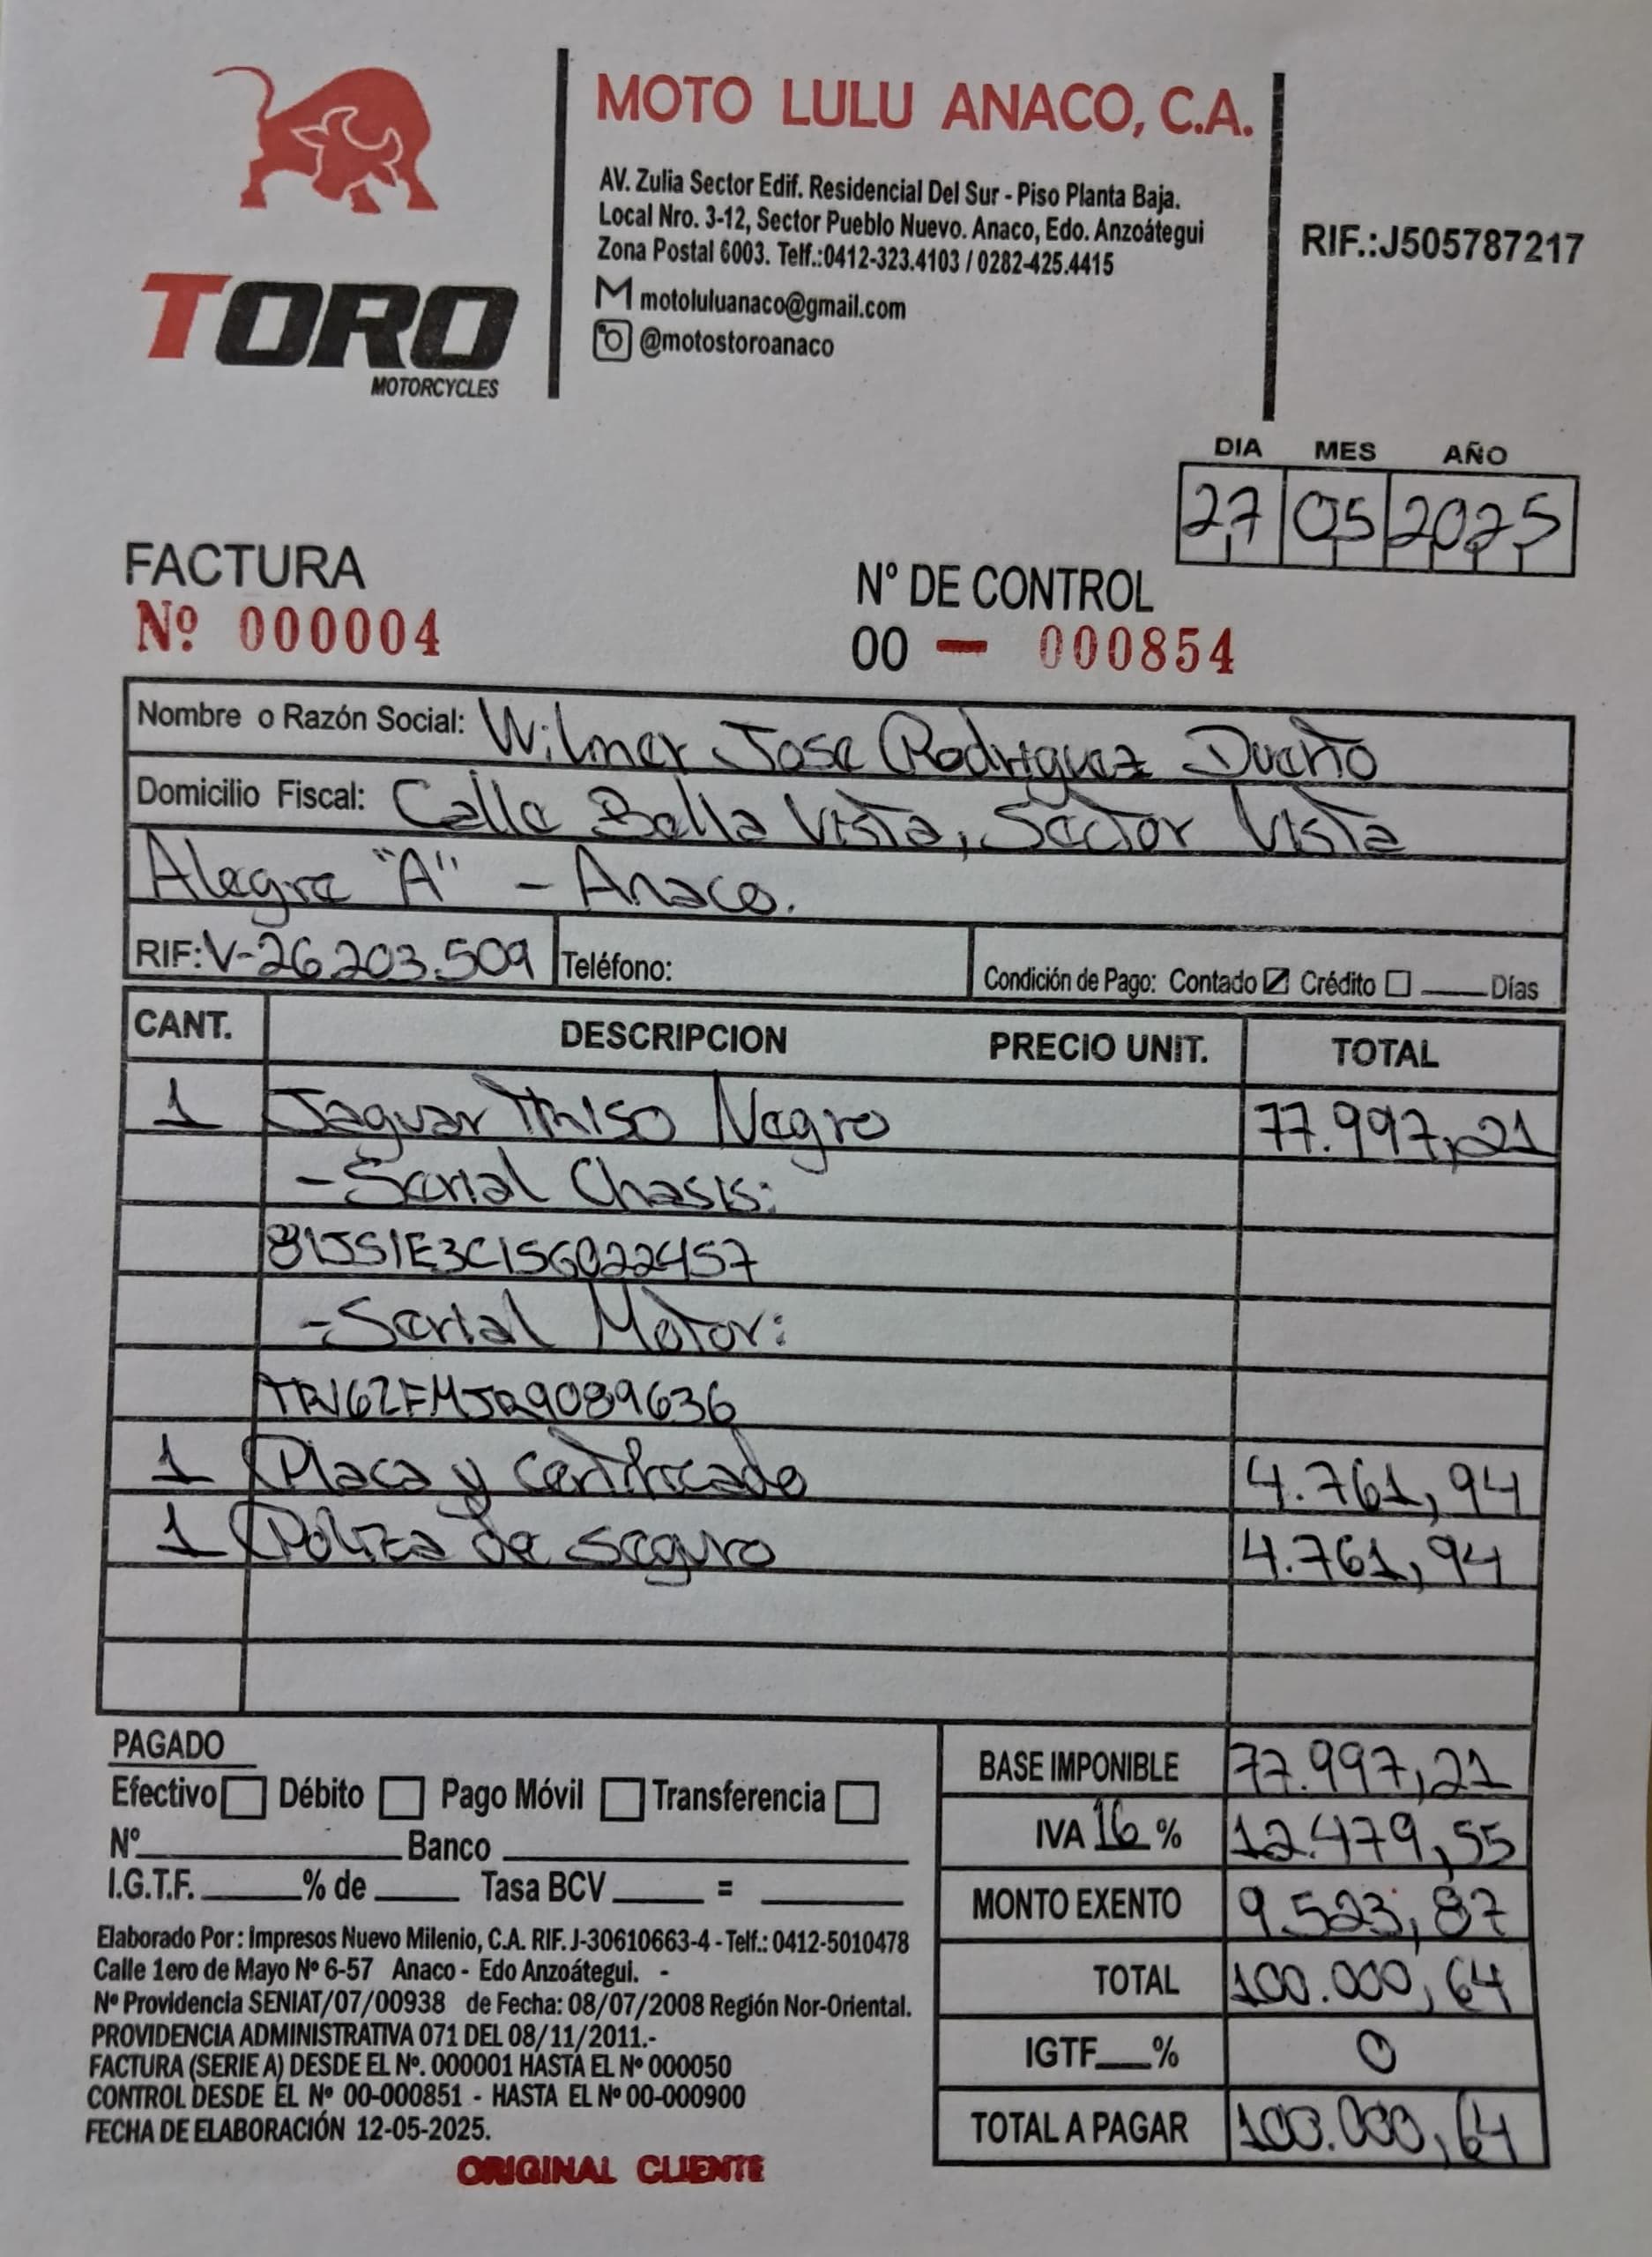 MOTO LULU ANACO, C.A.
AV. Zulia Sector Edif. Residencial Del Sur - Piso Planta Baja.
Local Nro. 3-12, Sector Pueblo Nuevo. Anaco, Edo. Anzoátegui
Zona Postal 6003. Telf.:0412-323.4103 / 0282-425.4415
motoluluanaco@gmail.com
@motostoroanaco
RIF.:J505787217
TORO
MOTORCYCLES
DIA MES AÑO
27 05 2025
FACTURA
Nº 000004
N° DE CONTROL
00 - 000854
Nombre o Razón Social: Wilmer Jose Rodriguez
Domicilio Fiscal: Calle Bella Vista, Sector Vista
Alegre "A" - Anaco.
RIF: V-26.203.509 Teléfono: Condición de Pago: Contado ☑ Crédito ☐ ____ Días
CANT. DESCRIPCION PRECIO UNIT. TOTAL
1 Jaguar Negro 77.997,21
- Serial Chasis:
- Serial Motor:
1 Placa y Certificado 4.761,94
1 Poliza de seguro 4.761,94
PAGADO
Efectivo ☐ Débito ☐ Pago Móvil ☐ Transferencia ☐
N° ____ Banco ____
I.G.T.F. ____ % de ____ Tasa BCV ____ = ____
BASE IMPONIBLE 77.997,21
IVA 16 % 12.479,55
MONTO EXENTO 9.523,87
TOTAL 100.000,64
IGTF __ % 0
TOTAL A PAGAR 100.000,64
Elaborado Por: Impresos Nuevo Milenio, C.A. RIF. J-30610663-4 - Telf.: 0412-5010478
Calle 1ero de Mayo Nº 6-57 Anaco - Edo Anzoátegui. -
Nº Providencia SENIAT/07/00938 de Fecha: 08/07/2008 Región Nor-Oriental.
PROVIDENCIA ADMINISTRATIVA 071 DEL 08/11/2011.-
FACTURA (SERIE A) DESDE EL Nº. 000001 HASTA EL Nº 000050
CONTROL DESDE EL Nº 00-000851 - HASTA EL Nº 00-000900
FECHA DE ELABORACIÓN 12-05-2025.
ORIGINAL CLIENTE